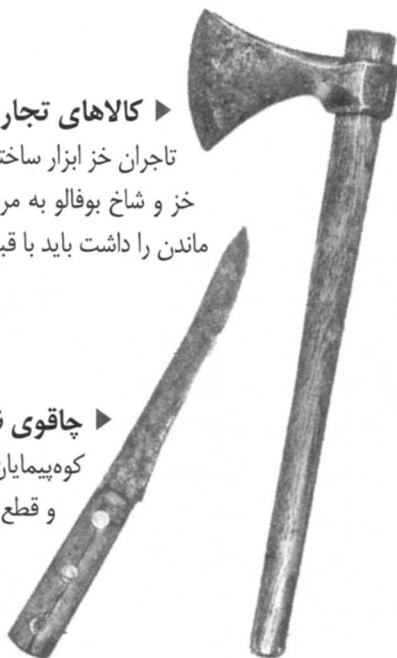 ◀ کالاهای تجار
تاجران خز ابزار ساخت
خز و شاخ بوفالو به مر
ماندن را داشت باید با قب
◀ چاقوی
کوه‌پیمایان
و قطع